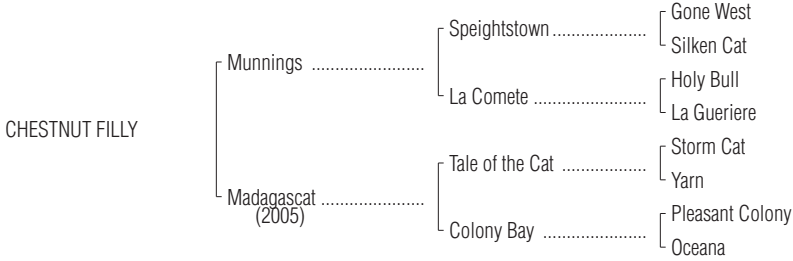 Gone West
Speightstown
Silken Cat
Munnings
Holy Bull
La Comete
La Gueriere
CHESTNUT FILLY
Storm Cat
Tale of the Cat
Yarn
Madagascat
(2005)
Pleasant Colony
Colony Bay
Oceana